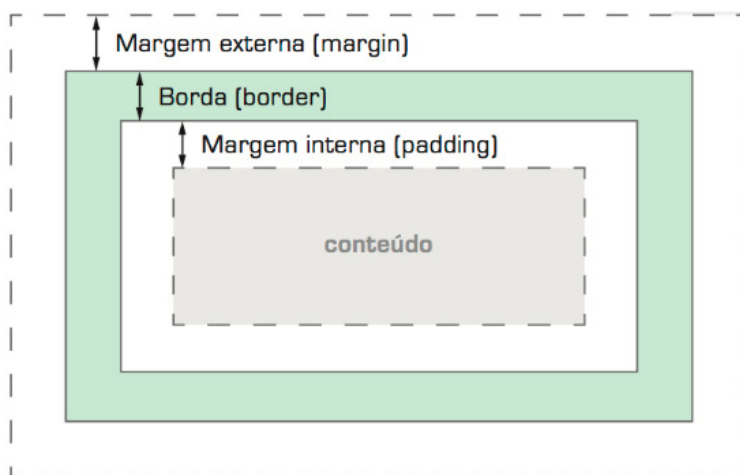 Margem externa (margin)
Borda (border)
Margem interna (padding)
conteúdo